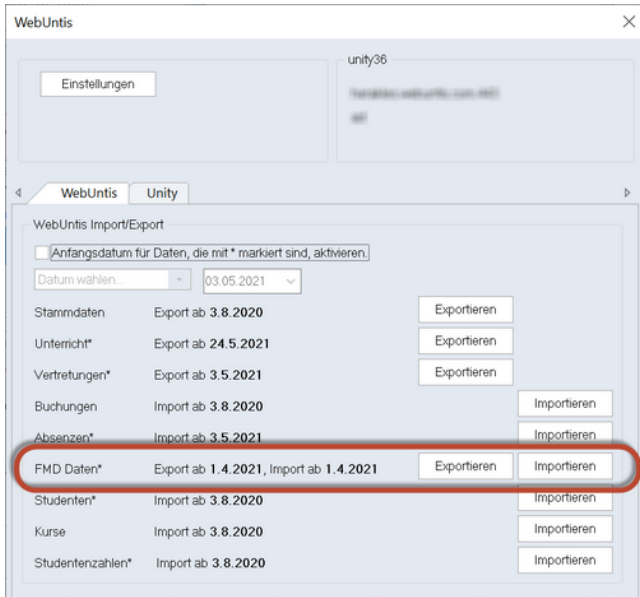 WebUntis
unity36
Einstellungen
WebUntis Unity
WebUntis Import/Export
Anfangsdatum für Daten, die mit * markiert sind, aktivieren.
Datum wählen... 03.05.2021
Stammdaten Export ab 3.8.2020 Exportieren
Unterricht* Export ab 24.5.2021 Exportieren
Vertretungen* Export ab 3.5.2021 Exportieren
Buchungen Import ab 3.8.2020 Importieren
Absenzen* Import ab 3.5.2021 Importieren
FMD Daten* Export ab 1.4.2021, Import ab 1.4.2021 Exportieren Importieren
Studenten* Import ab 3.8.2020 Importieren
Kurse Import ab 3.8.2020 Importieren
Studentenzahlen* Import ab 3.8.2020 Importieren